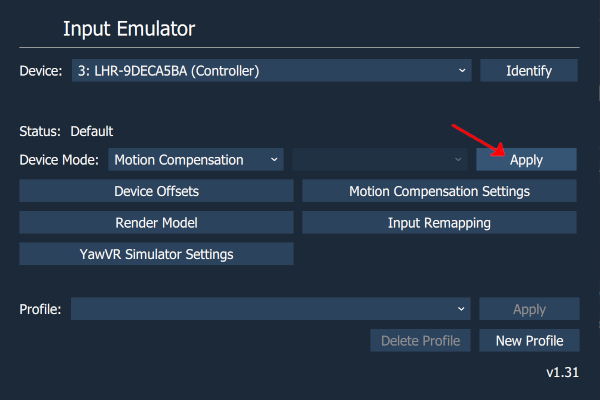 Input Emulator
Device: 3: LHR-9DECA5BA (Controller) Identify
Status: Default
Device Mode: Motion Compensation Apply
Device Offsets Motion Compensation Settings
Render Model Input Remapping
YawVR Simulator Settings
Profile: Apply
Delete Profile New Profile
v1.31